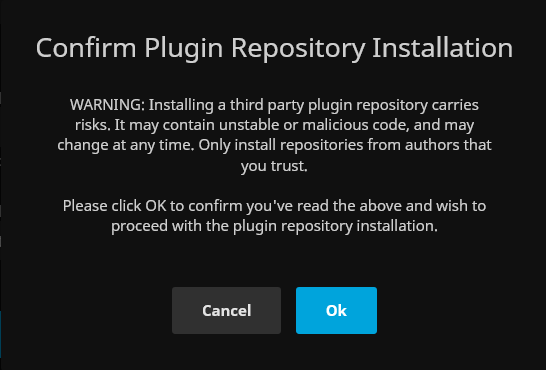 Confirm Plugin Repository Installation
WARNING: Installing a third party plugin repository carries
risks. It may contain unstable or malicious code, and may
change at any time. Only install repositories from authors that
you trust.
Please click OK to confirm you've read the above and wish to
proceed with the plugin repository installation.
Cancel
Ok